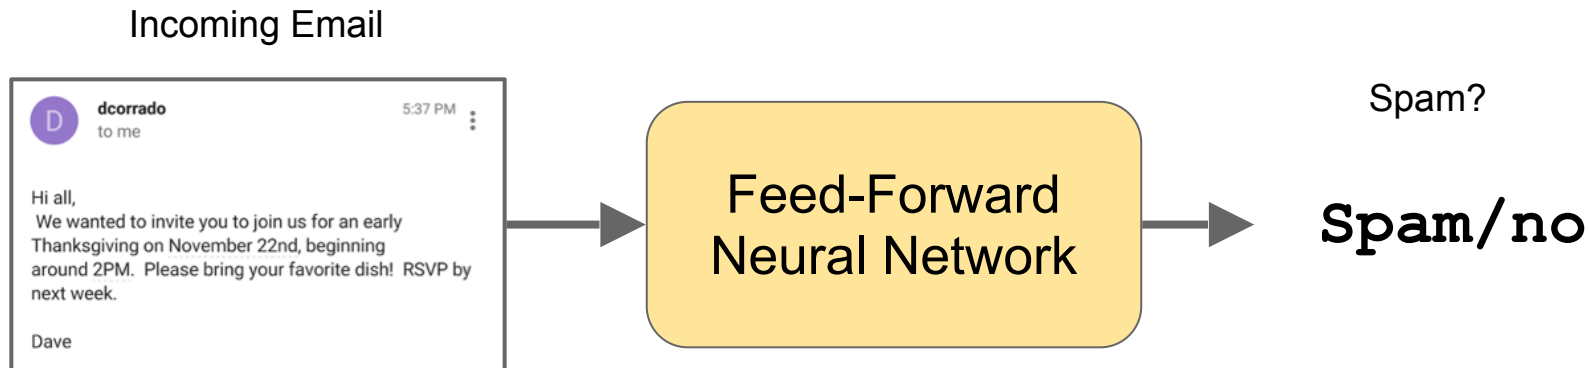 Incoming Email
D
dcorrado
5:37 PM
to me
Hi all,
We wanted to invite you to join us for an early
Thanksgiving on November 22nd, beginning
around 2PM.  Please bring your favorite dish!  RSVP by
next week.
Dave
Feed-Forward
Neural Network
Spam?
Spam/no